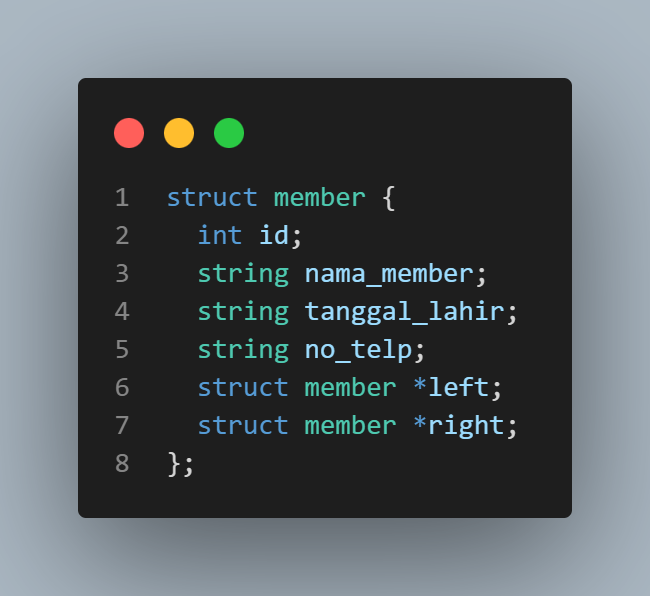 1 struct member {
2   int id;
3   string nama_member;
4   string tanggal_lahir;
5   string no_telp;
6   struct member *left;
7   struct member *right;
8 };